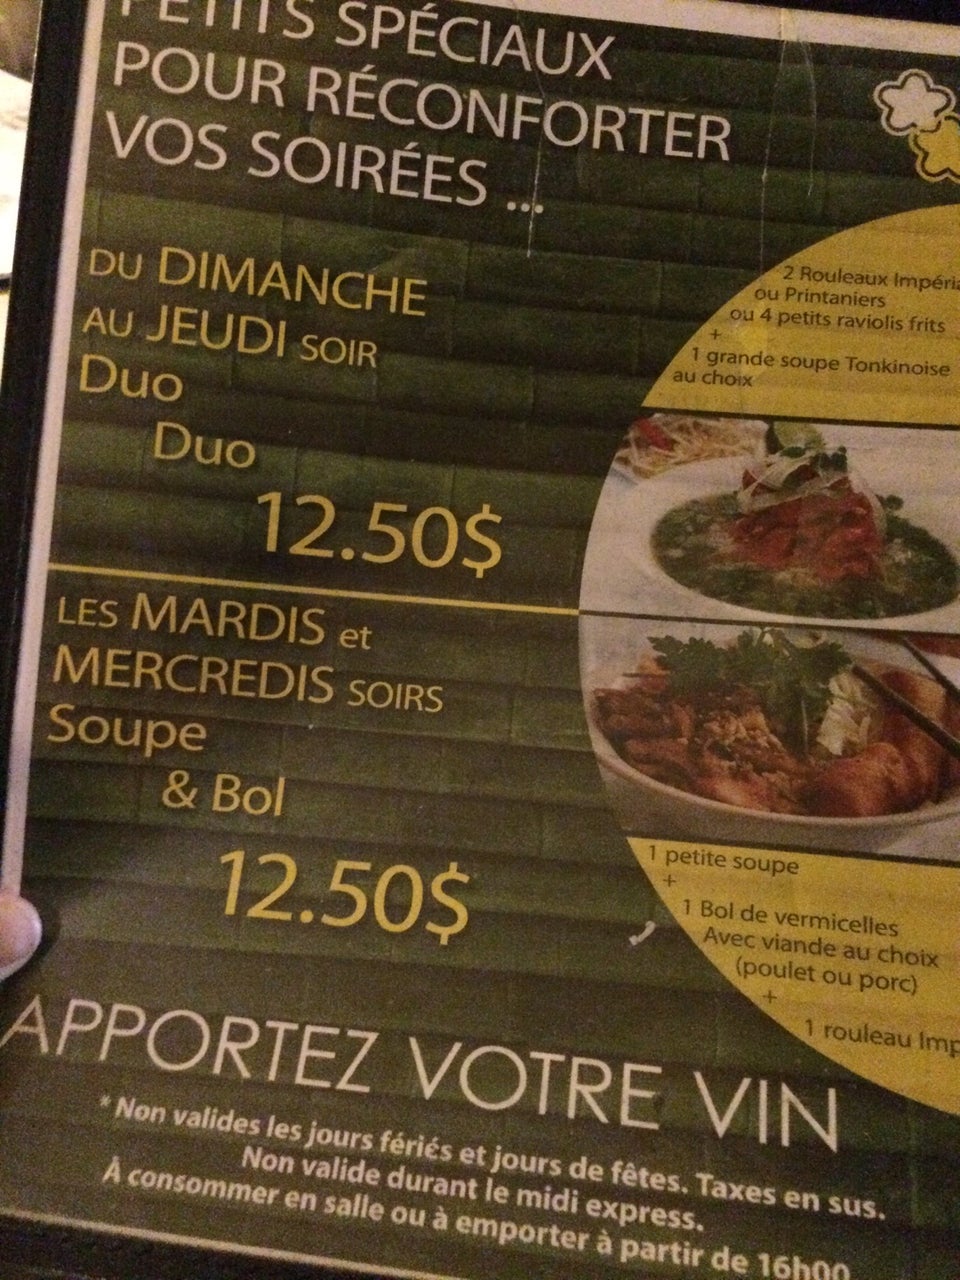 PETITS SPÉCIAUX
POUR RÉCONFORTER
VOS SOIRÉES ...
DU DIMANCHE
AU JEUDI SOIR
Duo
Duo
12.50$
2 Rouleaux
ou Printaniers
ou 4 petits raviolis frits
+
1 grande soupe Tonkinoise
au choix
LES MARDIS et
MERCREDIS SOIRS
Soupe
& Bol
12.50$
1 petite soupe
+
1 Bol de vermicelles
Avec viande au choix
(poulet ou porc)
+
1 rouleau
APPORTEZ VOTRE VIN
* Non valides les jours fériés et jours de fêtes. Taxes en sus.
Non valide durant le midi express.
À consommer en salle ou à emporter à partir de 16h00